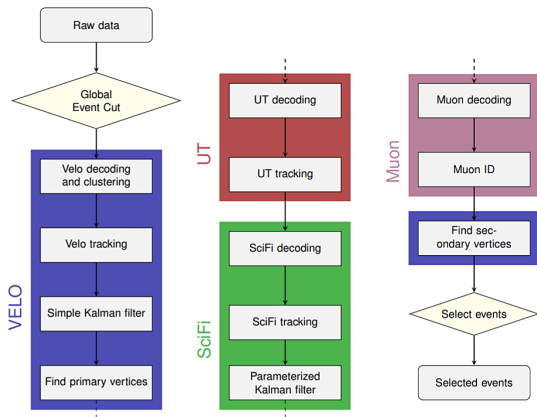 Raw data
Global
Event Cut
VELO
Velo decoding
and clustering
Velo tracking
Simple Kalman filter
Find primary vertices
UT
UT decoding
UT tracking
SciFi
SciFi decoding
SciFi tracking
Parameterized
Kalman filter
Muon
Muon decoding
Muon ID
Find sec-
ondary vertices
Select events
Selected events